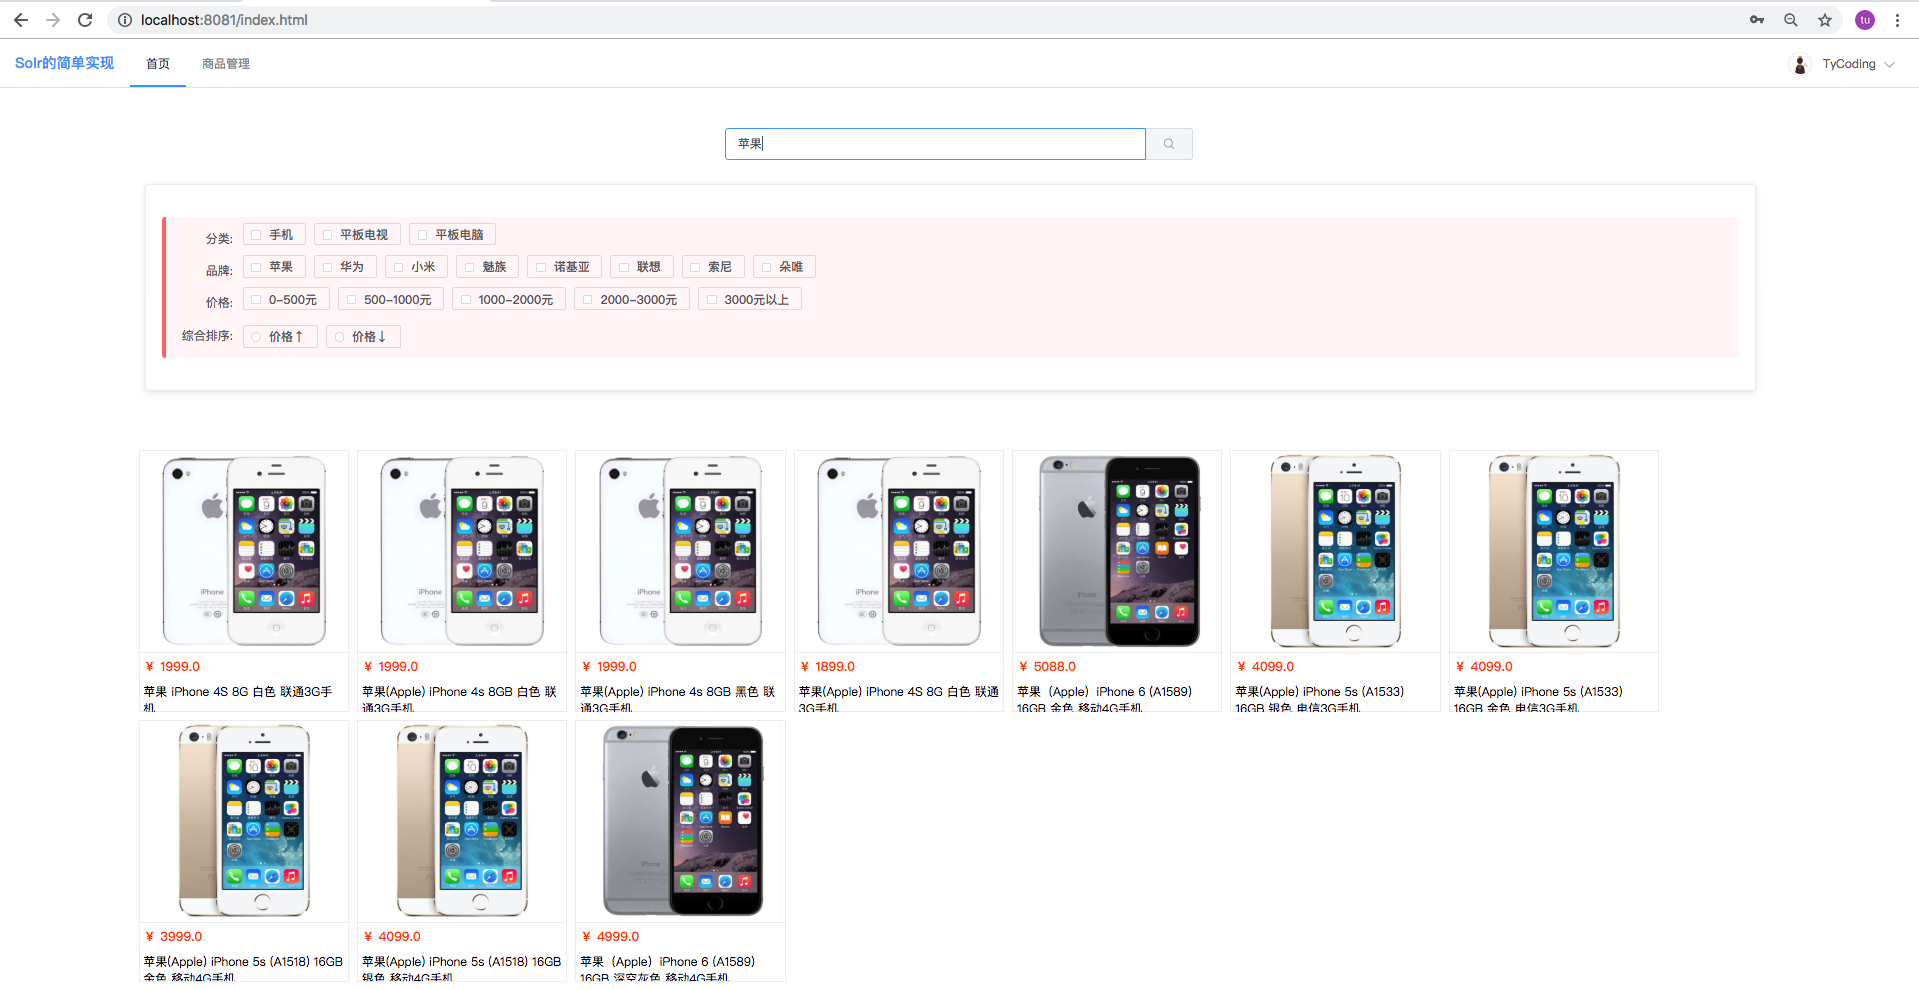 localhost:8081/index.html
tu
Solr的简单实现 首页 商品管理 TyCoding
苹果
分类: 手机 平板电视 平板电脑
品牌: 苹果 华为 小米 魅族 诺基亚 联想 索尼 朵唯
价格: 0-500元 500-1000元 1000-2000元 2000-3000元 3000元以上
综合排序: 价格↑ 价格↓
¥ 1999.0
苹果 iPhone 4S 8G 白色 联通3G手
机
¥ 1999.0
苹果(Apple) iPhone 4s 8GB 白色 联
通3G手机
¥ 1999.0
苹果(Apple) iPhone 4s 8GB 黑色 联
通3G手机
¥ 1899.0
苹果(Apple) iPhone 4S 8G 白色 联通
3G手机
¥ 5088.0
苹果（Apple）iPhone 6 (A1589)
16GB 金色 移动4G手机
¥ 4099.0
苹果(Apple) iPhone 5s (A1533)
16GB 银色 电信3G手机
¥ 4099.0
苹果(Apple) iPhone 5s (A1533)
16GB 金色 电信3G手机
¥ 3999.0
苹果(Apple) iPhone 5s (A1518) 16GB
金色 移动4G手机
¥ 4099.0
苹果(Apple) iPhone 5s (A1518) 16GB
银色 移动4G手机
¥ 4999.0
苹果（Apple）iPhone 6 (A1589)
16GB 深空灰色 移动4G手机